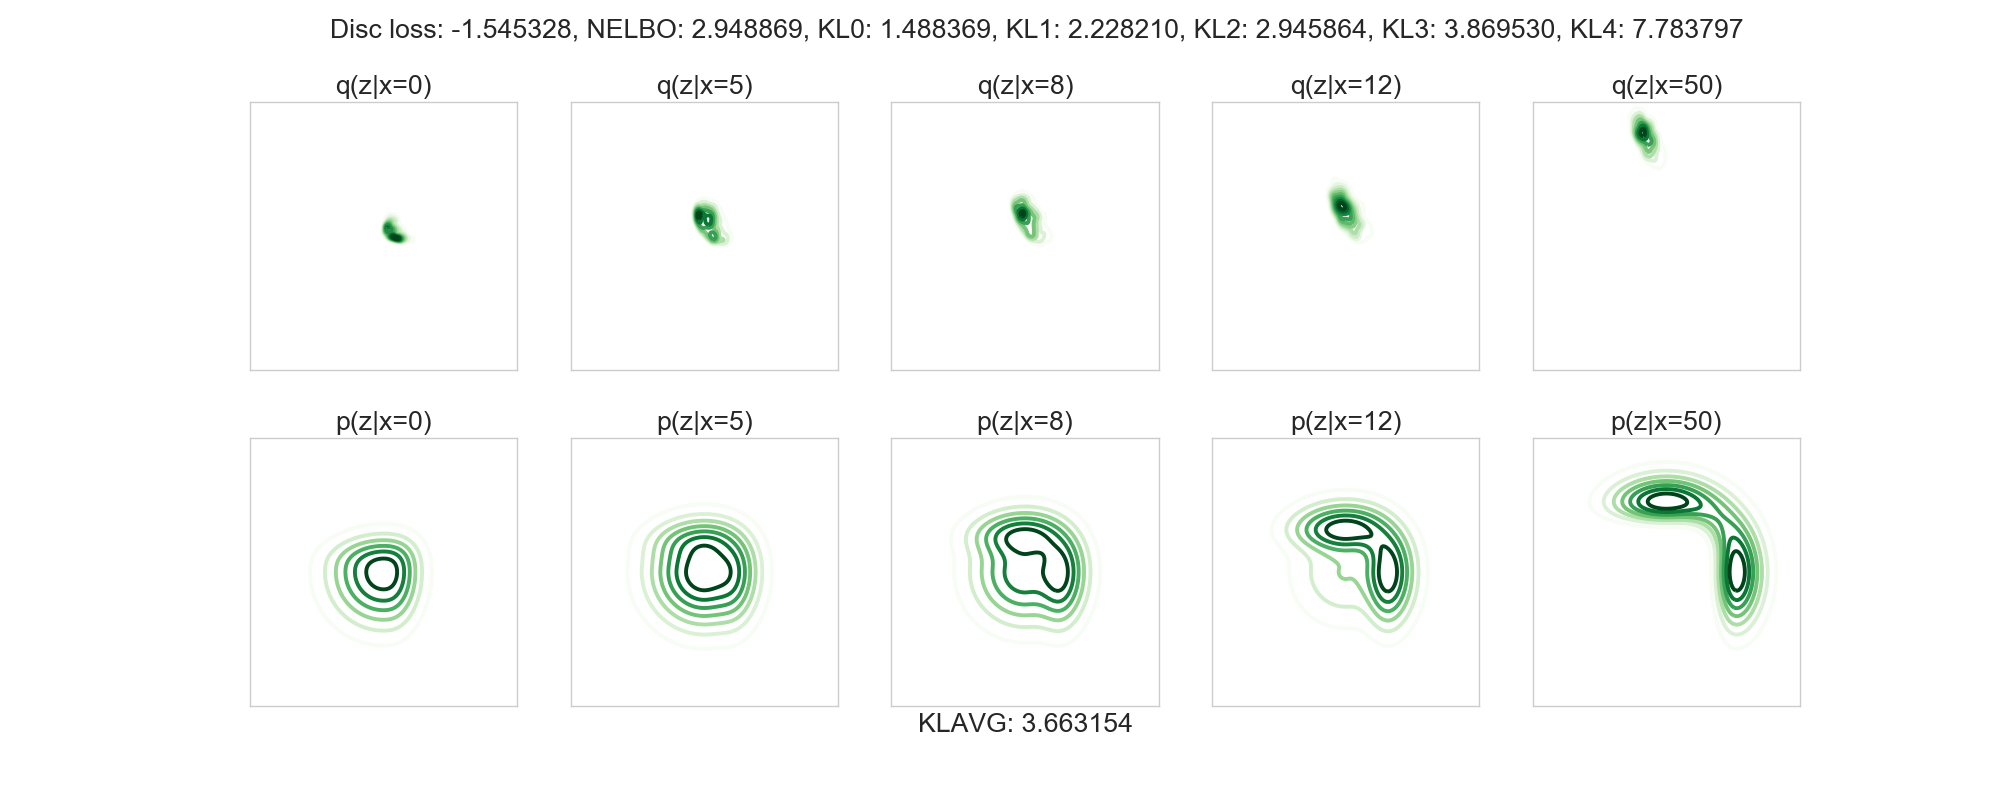 Disc loss: -1.545328, NELBO: 2.948869, KL0: 1.488369, KL1: 2.228210, KL2: 2.945864, KL3: 3.869530, KL4: 7.783797
q(z|x=0) q(z|x=5) q(z|x=8) q(z|x=12) q(z|x=50)
p(z|x=0) p(z|x=5) p(z|x=8) p(z|x=12) p(z|x=50)
KLAVG: 3.663154